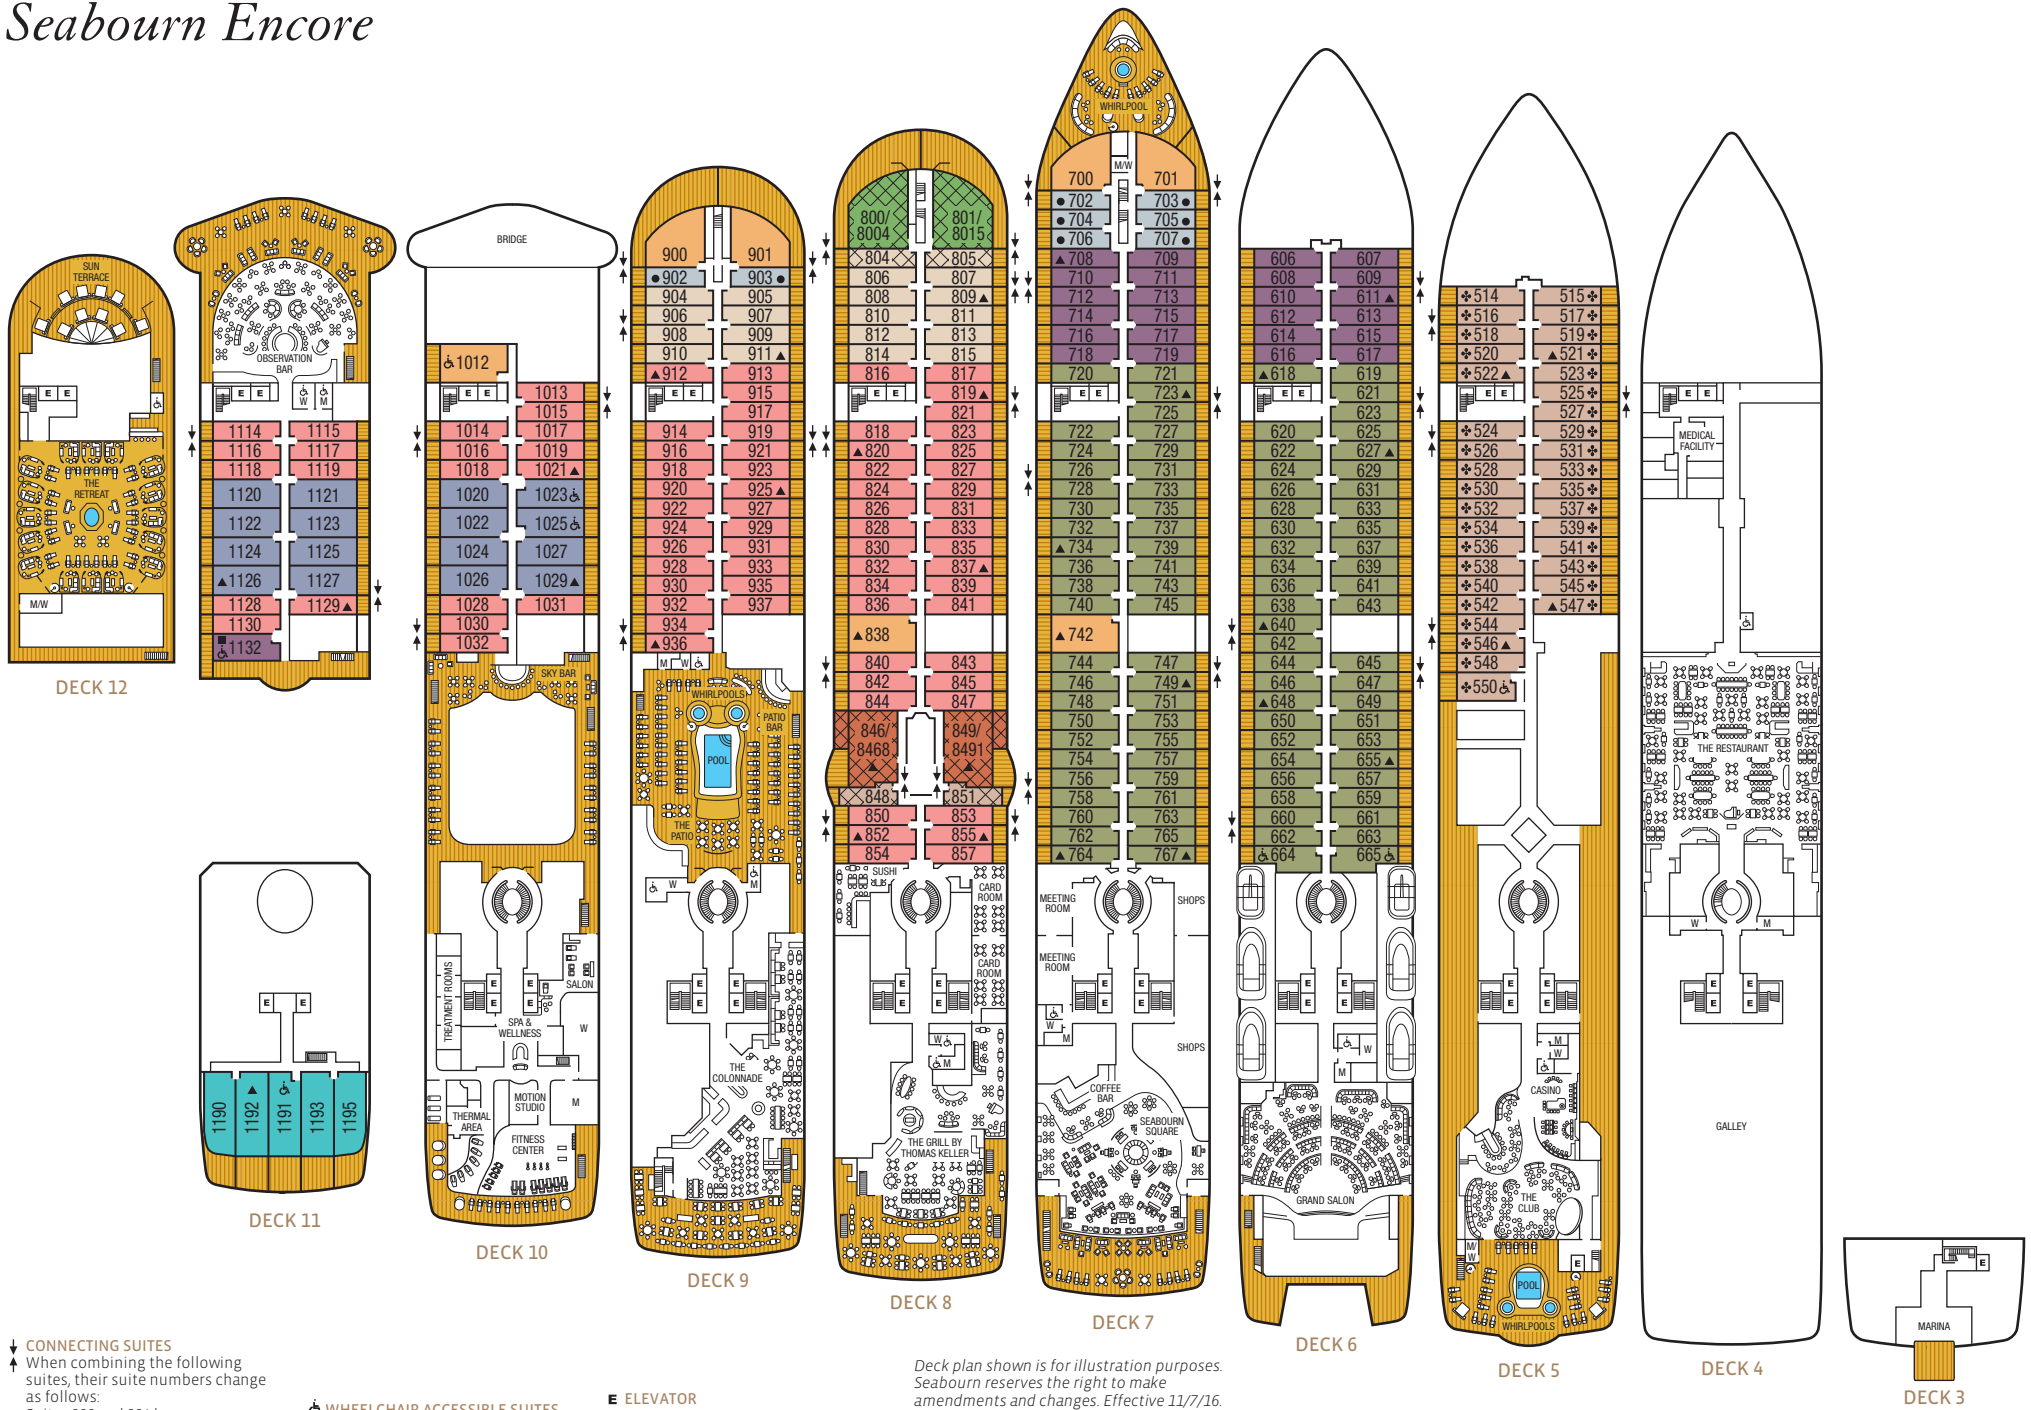 Seabourn Encore
SUN
TERRACE
THE
RETREAT
M/W
DECK 12
OBSERVATION
BAR
E E
W M
1114 1115
1116 1117
1118 1119
1120 1121
1122 1123
1124 1125
1126 1127
1128 1129
1130
1132
E E
1190 1192 1191 1193 1195
DECK 11
BRIDGE
1012
E E
1013
1015
1014 1017
1016 1019
1018 1021
1020 1023
1022 1025
1024 1027
1026 1029
1028 1031
1030
1032
SKY BAR
TREATMENT ROOMS
SALON
E E
E E
SPA &
WELLNESS
W
MOTION
STUDIO
M
THERMAL
AREA
FITNESS
CENTER
DECK 10
900 901
902 903
904 905
906 907
908 909
910 911
912 913
E E
915
917
914 919
916 921
918 923
920 925
922 927
924 929
926 931
928 933
930 935
932 937
934
936
M W
WHIRLPOOLS
PATIO
BAR
POOL
THE
PATIO
W M
E E
E E
THE
COLONNADE
DECK 9
800/
8004
801/
8015
804 805
806 807
808 809
810 811
812 813
814 815
816 817
E E
819
821
818 823
820 825
822 827
824 829
826 831
828 833
830 835
832 837
834 839
836 841
838
840 843
842 845
844 847
846/
8468
849/
8491
848 851
850 853
852 855
854 857
SUSHI
CARD
ROOM
CARD
ROOM
E E
E E
W
M
THE GRILL BY
THOMAS KELLER
DECK 8
WHIRLPOOL
M/W
700 701
702 703
704 705
706 707
708 709
710 711
712 713
714 715
716 717
718 719
720 721
E E
723
725
722 727
724 729
726 731
728 733
730 735
732 737
734 739
736 741
738 743
740 745
742
744 747
746 749
748 751
750 753
752 755
754 757
756 759
758 761
760 763
762 765
764 767
MEETING
ROOM
SHOPS
MEETING
ROOM
E E
E E
W
M
SHOPS
COFFEE
BAR
SEABOURN
SQUARE
DECK 7
606 607
608 609
610 611
612 613
614 615
616 617
618 619
E E
621
623
620 625
622 627
624 629
626 631
628 633
630 635
632 637
634 639
636 641
638 643
640
642
644 645
646 647
648 649
650 651
652 653
654 655
656 657
658 659
660 661
662 663
664 665
E E
E E
W
M
GRAND SALON
DECK 6
514 515
516 517
518 519
520 521
522 523
E E
525
527
524 529
526 531
528 533
530 535
532 537
534 539
536 541
538 543
540 545
542 547
544
546
548
550
E E
E E
M
W
CASINO
THE
CLUB
M/
W
E
POOL
WHIRLPOOLS
DECK 5
E E
MEDICAL
FACILITY
THE RESTAURANT
W M
E E
E E
GALLEY
DECK 4
E
MARINA
DECK 3
CONNECTING SUITES
When combining the following
suites, their suite numbers change
as follows:
WHEELCHAIR ACCESSIBLE SUITES
E ELEVATOR
Deck plan shown is for illustration purposes.
Seabourn reserves the right to make
amendments and changes. Effective 11/7/16.